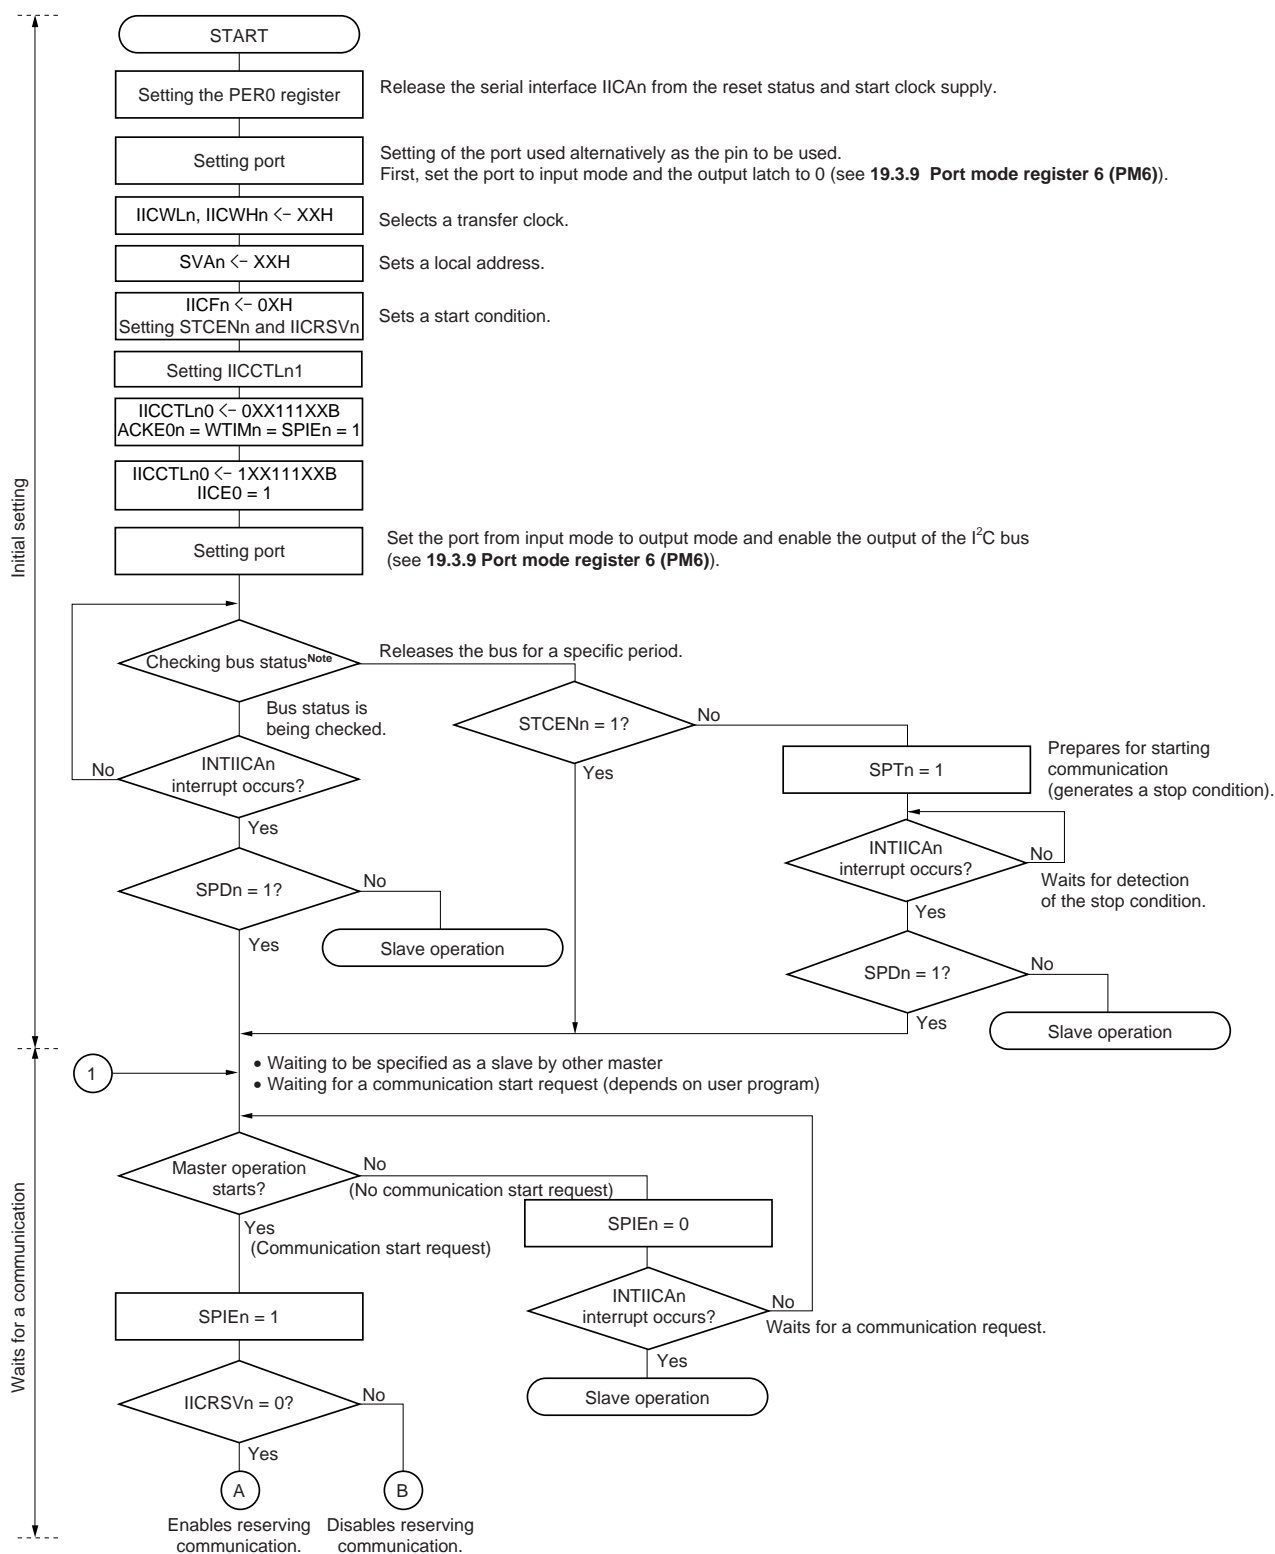 START
Setting the PER0 register
Release the serial interface IICAn from the reset status and start clock supply.
Setting port
Setting of the port used alternatively as the pin to be used.
First, set the port to input mode and the output latch to 0 (see 19.3.9 Port mode register 6 (PM6)).
IICWLn, IICWHn <– XXH
Selects a transfer clock.
SVAn <– XXH
Sets a local address.
IICFn <– 0XH
Setting STCENn and IICRSVn
Sets a start condition.
Setting IICCTLn1
IICCTLn0 <– 0XX111XXB
ACKE0n = WTIMn = SPIEn = 1
IICCTLn0 <– 1XX111XXB
IICE0 = 1
Setting port
Set the port from input mode to output mode and enable the output of the I2C bus
(see 19.3.9 Port mode register 6 (PM6)).
Initial setting
Checking bus statusNote
Releases the bus for a specific period.
Bus status is
being checked.
STCENn = 1?
No
Yes
SPTn = 1
Prepares for starting
communication
(generates a stop condition).
INTIICAn
interrupt occurs?
No
Yes
INTIICAn
interrupt occurs?
No
Waits for detection
of the stop condition.
Yes
SPDn = 1?
No
Yes
Slave operation
SPDn = 1?
No
Yes
Slave operation
1
• Waiting to be specified as a slave by other master
• Waiting for a communication start request (depends on user program)
Waits for a communication
Master operation
starts?
No
(No communication start request)
Yes
(Communication start request)
SPIEn = 0
INTIICAn
interrupt occurs?
No
Waits for a communication request.
Yes
Slave operation
SPIEn = 1
IICRSVn = 0?
No
Yes
A
B
Enables reserving
communication.
Disables reserving
communication.